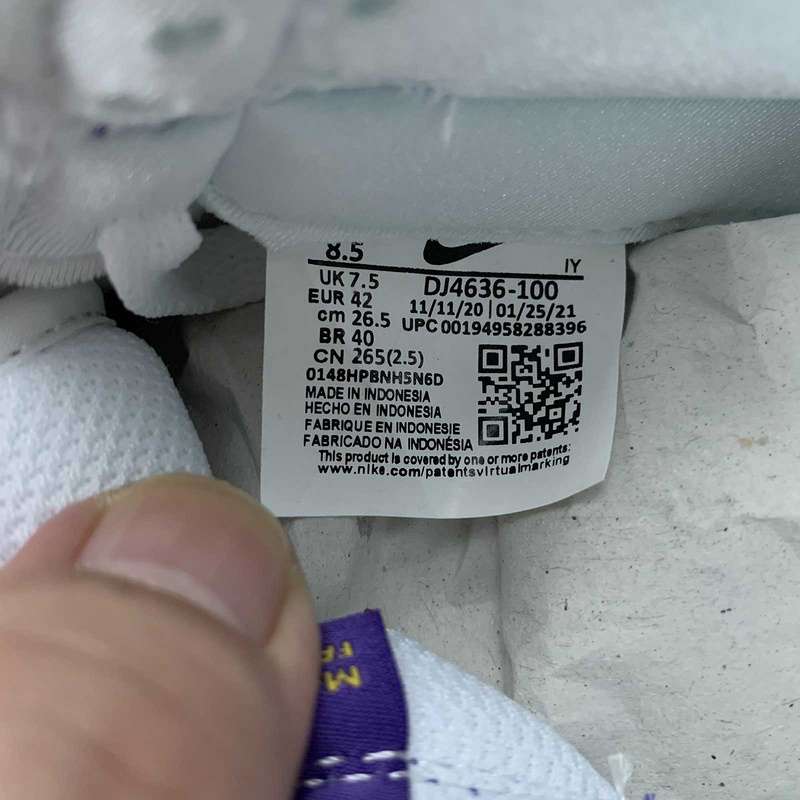 8.5
IY
UK 7.5
DJ4636-100
EUR 42
11/11/20 | 01/25/21
cm 26.5
UPC 00194958288396
BR 40
CN 265(2.5)
0148HPBNH5N6D
MADE IN INDONESIA
HECHO EN INDONESIA
FABRIQUE EN INDONESIE
FABRICADO NA INDONÉSIA
This product is covered by one or more patents:
www.nike.com/patentsvirtualmarking